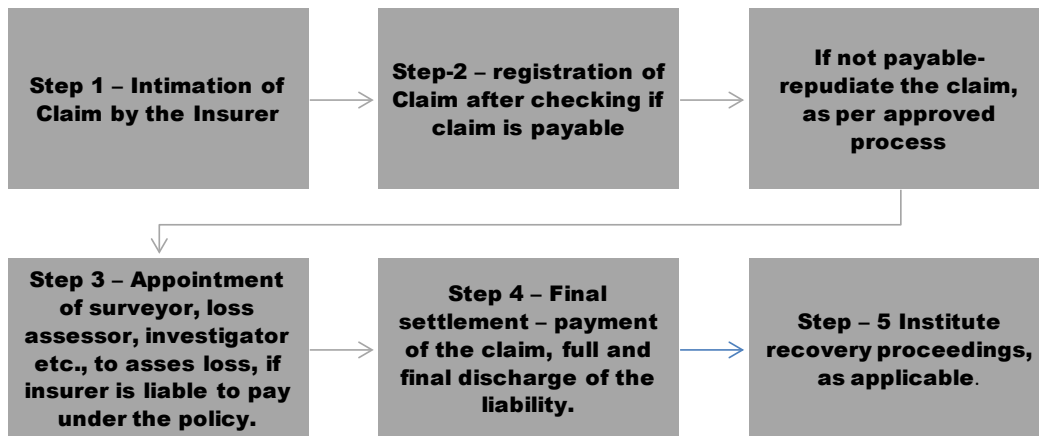 Step 1 – Intimation of
Claim by the Insurer
Step-2 – registration of
Claim after checking if
claim is payable
If not payable-
repudiate the claim,
as per approved
process
Step 3 – Appointment
of surveyor, loss
assessor, investigator
etc., to asses loss, if
insurer is liable to pay
under the policy.
Step 4 – Final
settlement – payment
of the claim, full and
final discharge of the
liability.
Step – 5 Institute
recovery proceedings,
as applicable.